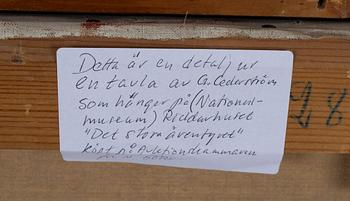 Detta är en detalj ur
en tavla av G. Cederström
som hänger på (National-
museum) Riddarhuset
"Det stora äventyret"
Köpt på Auktionskammaren
28